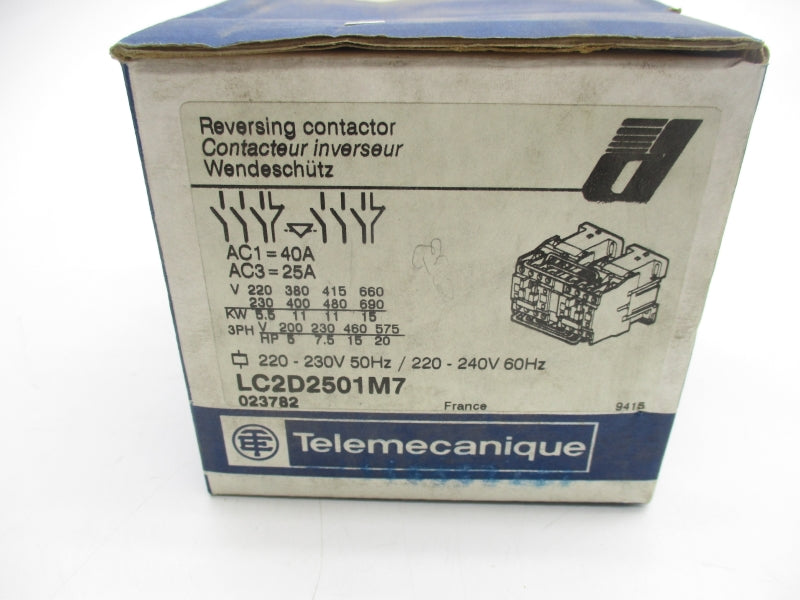 Reversing contactor
Contacteur inverseur
Wendeschütz
AC1 = 40A
AC3 = 25A
V 220 380 415 660
230 400 480 690
KW 5.5 11 11 15
3PH V 200 230 460 575
HP 5 7.5 15 20
220 - 230V 50Hz / 220 - 240V 60Hz
LC2D2501M7
023782
France
9415
TE
Telemecanique